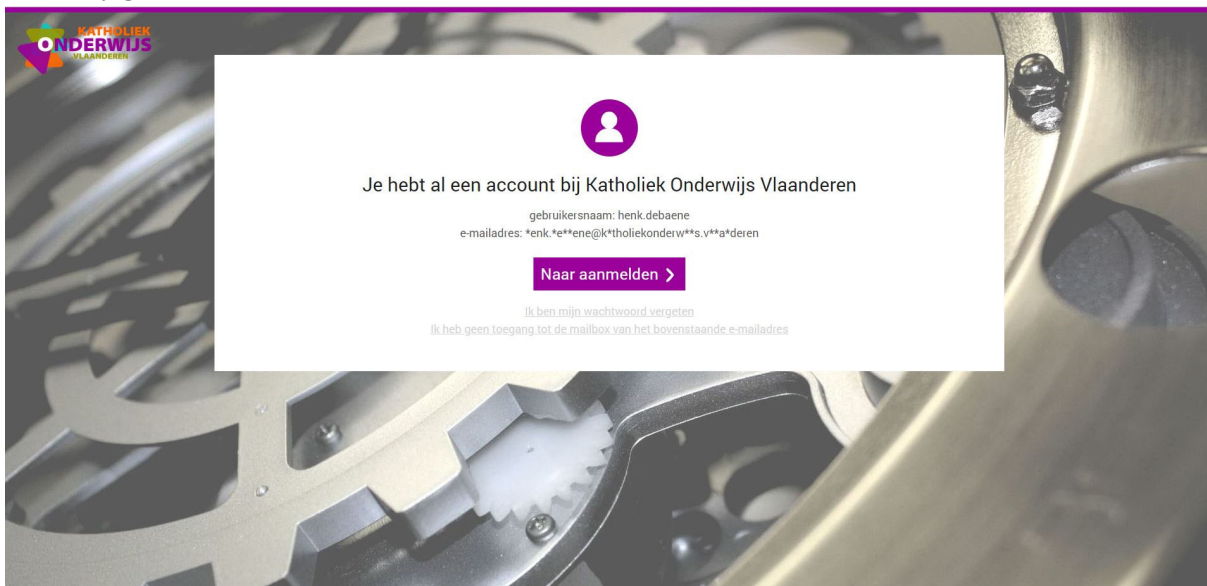 KATHOLIEK
ONDERWIJS
VLAANDEREN
Je hebt al een account bij Katholiek Onderwijs Vlaanderen
gebruikersnaam: henk.debaene
e-mailadres: *enk.*e**ene@k*tholiekonderw**s.v**a*deren
Naar aanmelden
Ik ben mijn wachtwoord vergeten
Ik heb geen toegang tot de mailbox van het bovenstaande e-mailadres